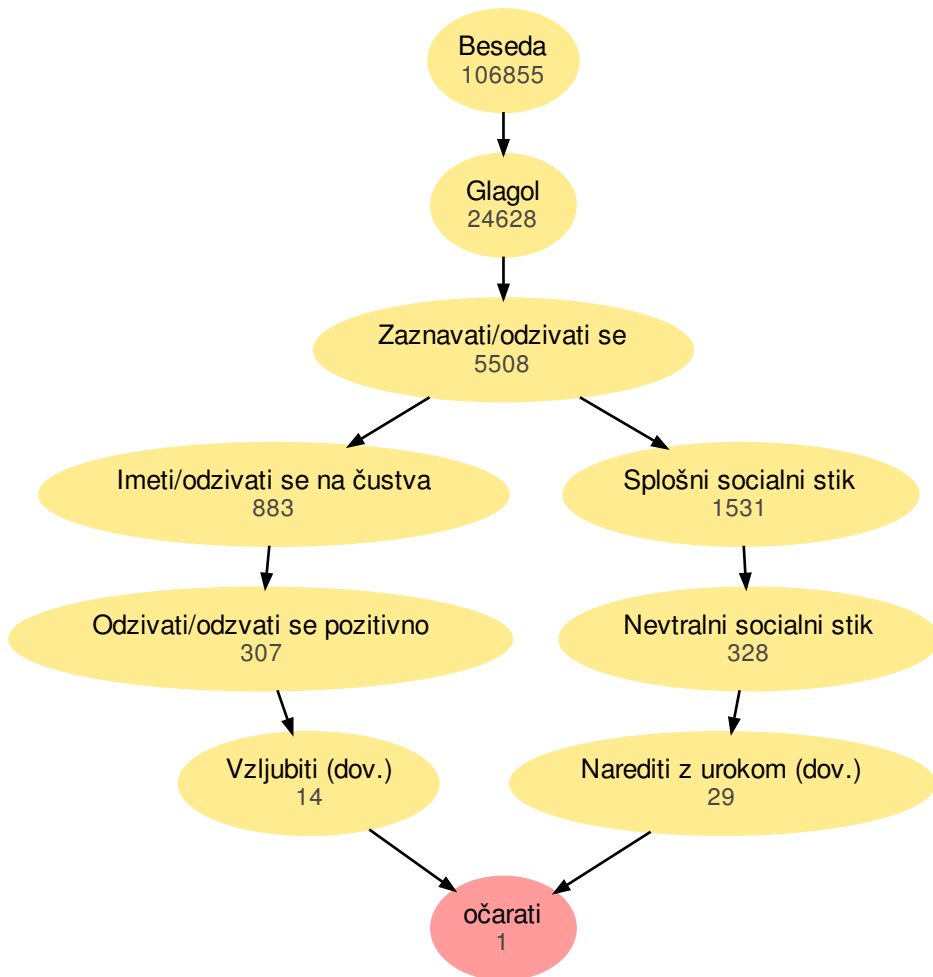 Beseda
106855
Glagol
24628
Zaznavati/odzivati se
5508
Imeti/odzivati se na čustva
883
Splošni socialni stik
1531
Odzivati/odzvati se pozitivno
307
Nevtralni socialni stik
328
Vzljubiti (dov.)
14
Narediti z urokom (dov.)
29
očarati
1